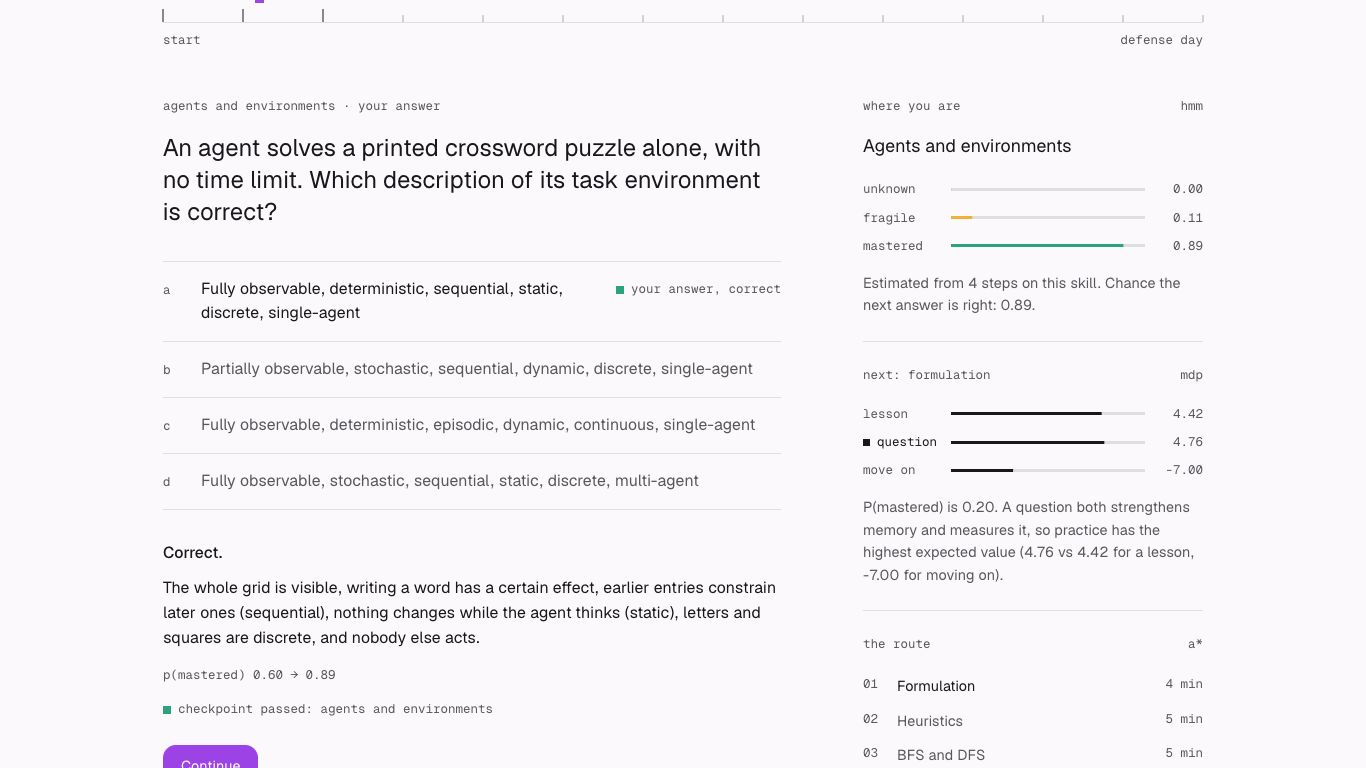 start
defense day
agents and environments · your answer
An agent solves a printed crossword puzzle alone, with
no time limit. Which description of its task environment
is correct?
a
Fully observable, deterministic, sequential, static,
discrete, single-agent
your answer, correct
b
Partially observable, stochastic, sequential, dynamic, discrete, single-agent
c
Fully observable, deterministic, episodic, dynamic, continuous, single-agent
d
Fully observable, stochastic, sequential, static, discrete, multi-agent
Correct.
The whole grid is visible, writing a word has a certain effect, earlier entries constrain
later ones (sequential), nothing changes while the agent thinks (static), letters and
squares are discrete, and nobody else acts.
p(mastered) 0.60 → 0.89
checkpoint passed: agents and environments
Continue
where you are
hmm
Agents and environments
unknown 0.00
fragile 0.11
mastered 0.89
Estimated from 4 steps on this skill. Chance the
next answer is right: 0.89.
next: formulation
mdp
lesson 4.42
question 4.76
move on -7.00
P(mastered) is 0.20. A question both strengthens
memory and measures it, so practice has the
highest expected value (4.76 vs 4.42 for a lesson,
-7.00 for moving on).
the route
a*
01 Formulation 4 min
02 Heuristics 5 min
03 BFS and DFS 5 min